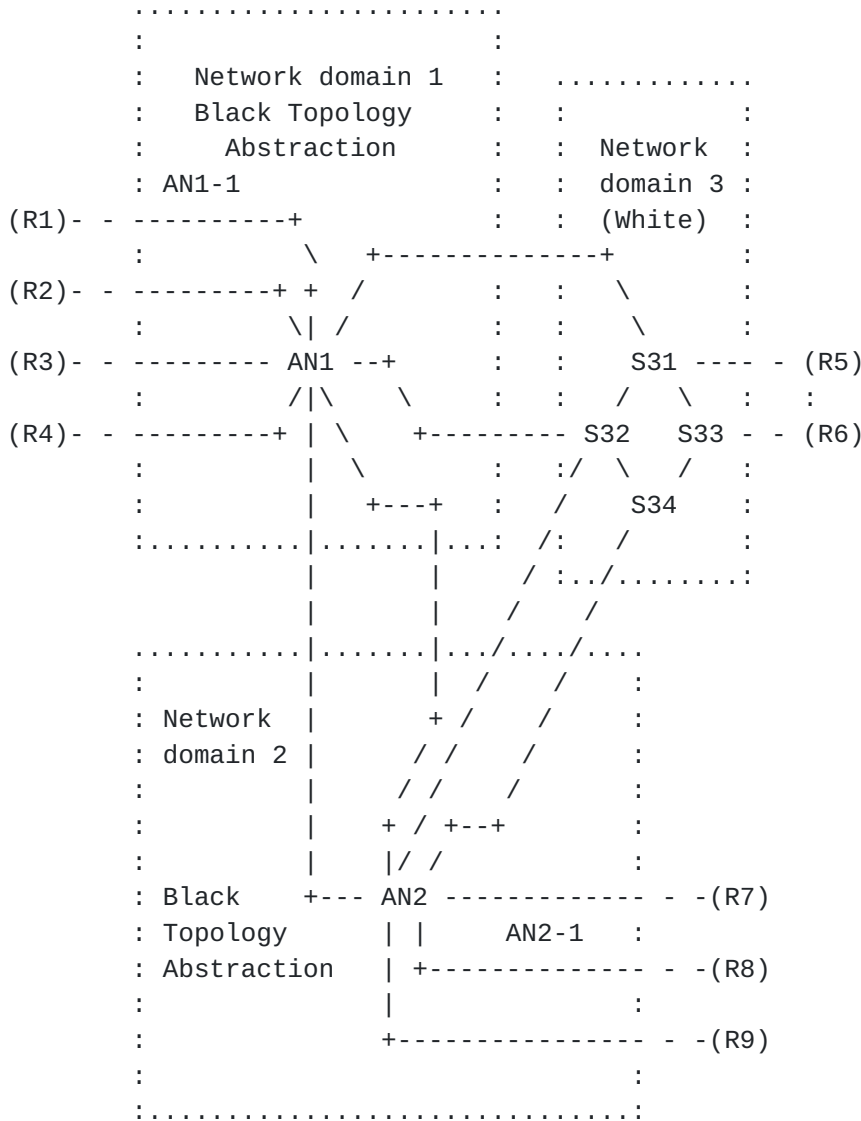 Network domain 1
Black Topology
Abstraction Network
AN1-1 domain 3
(R1) (White)
(R2)
(R3) AN1 S31 (R5)
(R4) S32 S33 (R6)
S34
Network
domain 2
Black AN2 (R7)
Topology AN2-1
Abstraction (R8)
(R9)